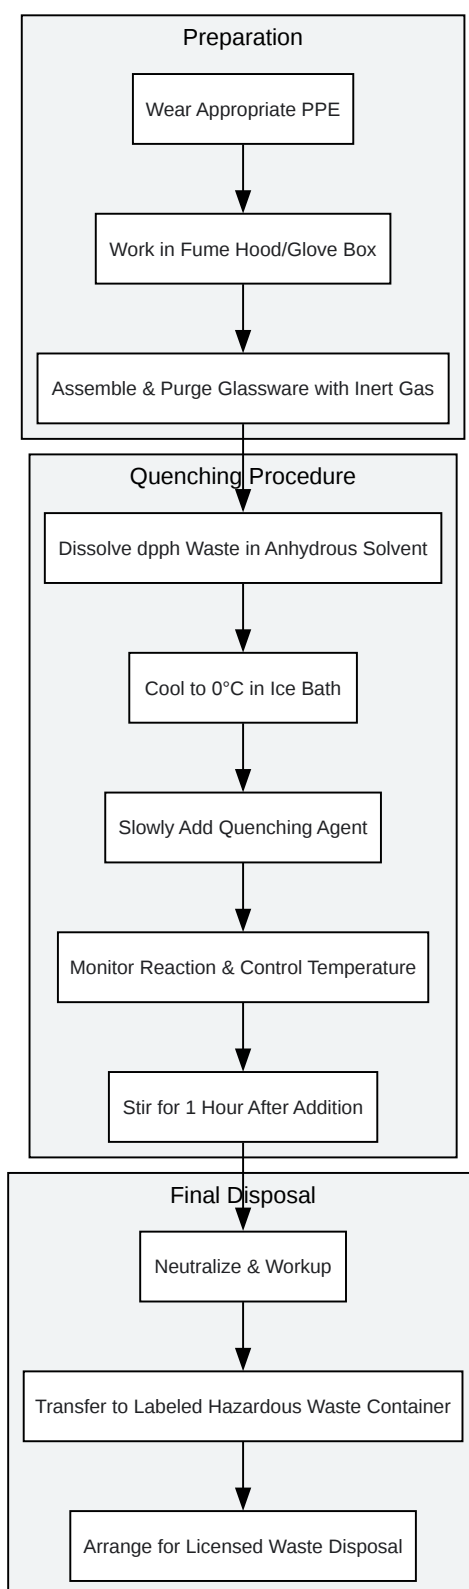 Preparation
Wear Appropriate PPE
Work in Fume Hood/Glove Box
Assemble & Purge Glassware with Inert Gas
Quenching Procedure
Dissolve dpph Waste in Anhydrous Solvent
Cool to 0°C in Ice Bath
Slowly Add Quenching Agent
Monitor Reaction & Control Temperature
Stir for 1 Hour After Addition
Final Disposal
Neutralize & Workup
Transfer to Labeled Hazardous Waste Container
Arrange for Licensed Waste Disposal